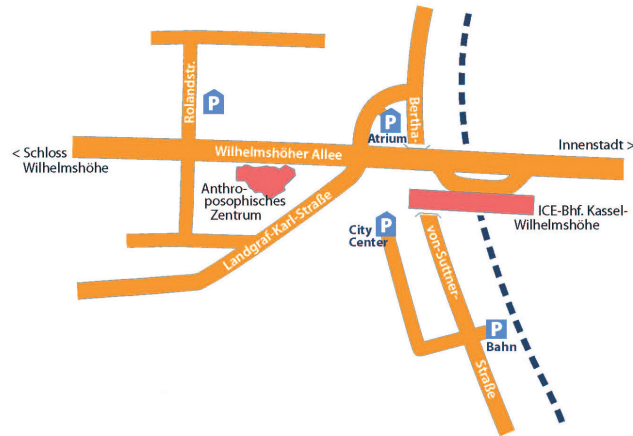 Rolandstr.
P
Bertha-
P
Atrium
< Schloss
Wilhelmshöhe
Wilhelmshöher Allee
Innenstadt >
Anthro-
posophisches
Zentrum
Landgraf-Karl-Straße
ICE-Bhf. Kassel-
Wilhelmshöhe
City
Center
P
von-Suttner-
P
Bahn
Straße